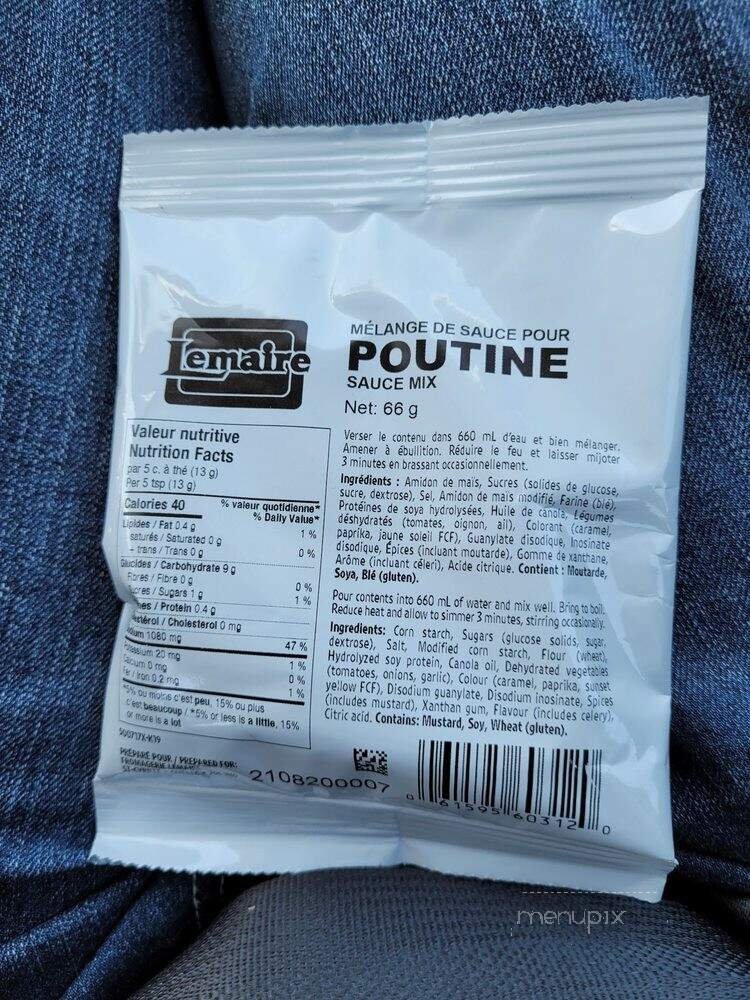 Lemaire
MÉLANGE DE SAUCE POUR
POUTINE
SAUCE MIX
Net: 66 g
Valeur nutritive
Nutrition Facts
par 5 c. à thé (13 g)
Per 5 tsp (13 g)
Calories 40
% valeur quotidienne*
% Daily Value*
Lipides / Fat 0.4 g 1 %
saturés / Saturated 0 g
+ trans / Trans 0 g 0 %
Glucides / Carbohydrate 9 g
Fibres / Fibre 0 g 0 %
Sucres / Sugars 1 g 1 %
/ Protein 0.4 g
/ Cholesterol 0 mg
1080 mg 47 %
20 mg 1 %
0 mg 0 %
Fer / Iron 0.2 mg 1 %
*5% ou moins c'est peu, 15% ou plus
c'est beaucoup / *5% or less is a little, 15%
or more is a lot
900717X-K19
PRÉPARÉ POUR / PREPARED FOR:
FROMAGERIE
2108200007
Verser le contenu dans 660 mL d'eau et bien mélanger.
Amener à ébullition. Réduire le feu et laisser mijoter
3 minutes en brassant occasionnellement.
Ingrédients : Amidon de maïs, Sucres (solides de glucose,
sucre, dextrose), Sel, Amidon de maïs modifié, Farine (blé),
Protéines de soya hydrolysées, Huile de canola, Légumes
déshydratés (tomates, oignon, ail), Colorant (caramel,
paprika, jaune soleil FCF), Guanylate disodique, Inosinate
disodique, Épices (incluant moutarde), Gomme de xanthane,
Arôme (incluant céleri), Acide citrique. Contient : Moutarde,
Soya, Blé (gluten).
Pour contents into 660 mL of water and mix well. Bring to boil.
Reduce heat and allow to simmer 3 minutes, stirring occasionally.
Ingredients: Corn starch, Sugars (glucose solids, sugar,
dextrose), Salt, Modified corn starch, Flour (wheat),
Hydrolyzed soy protein, Canola oil, Dehydrated vegetables
(tomatoes, onions, garlic), Colour (caramel, paprika, sunset
yellow FCF), Disodium guanylate, Disodium inosinate, Spices
(includes mustard), Xanthan gum, Flavour (includes celery),
Citric acid. Contains: Mustard, Soy, Wheat (gluten).
0 61595 60312 0
menupix